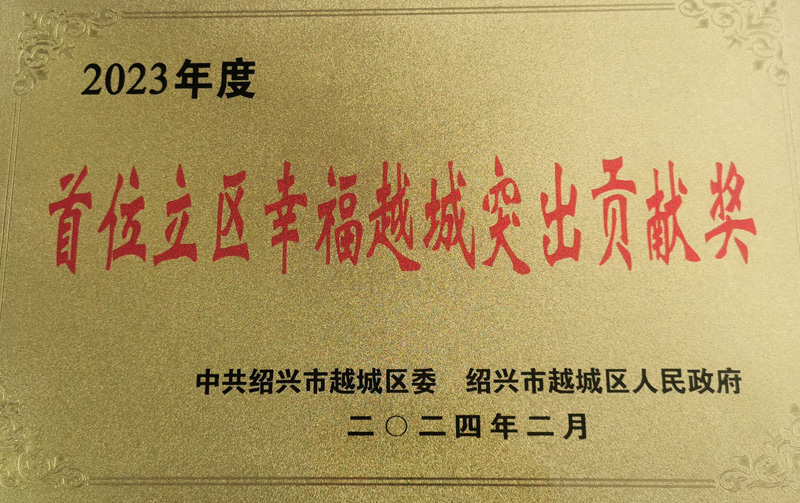 2023年度
首位立区幸福越城突出贡献奖
中共绍兴市越城区委 绍兴市越城区人民政府
二〇二四年二月